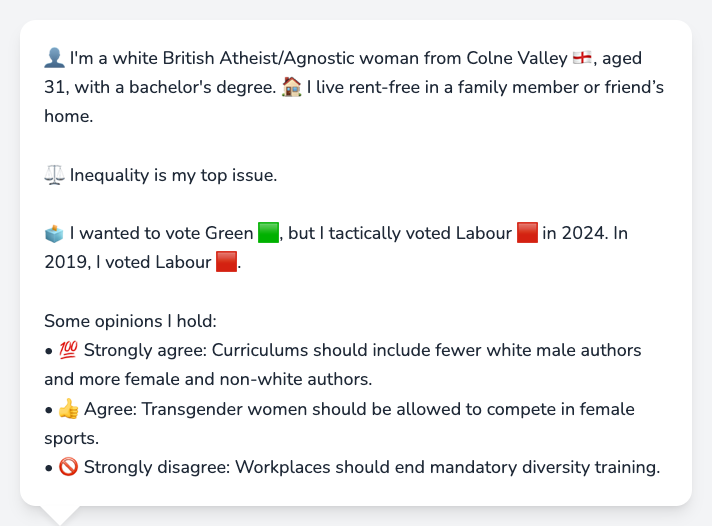 👤 I'm a white British Atheist/Agnostic woman from Colne Valley 🏴󠁧󠁢󠁥󠁮󠁧󠁿, aged
31, with a bachelor's degree. 🏠 I live rent-free in a family member or friend’s
home.
⚖️ Inequality is my top issue.
🗳️ I wanted to vote Green 🟩, but I tactically voted Labour 🟥 in 2024. In
2019, I voted Labour 🟥.
Some opinions I hold:
• 💯 Strongly agree: Curriculums should include fewer white male authors
and more female and non-white authors.
• 👍 Agree: Transgender women should be allowed to compete in female
sports.
• 🚫 Strongly disagree: Workplaces should end mandatory diversity training.